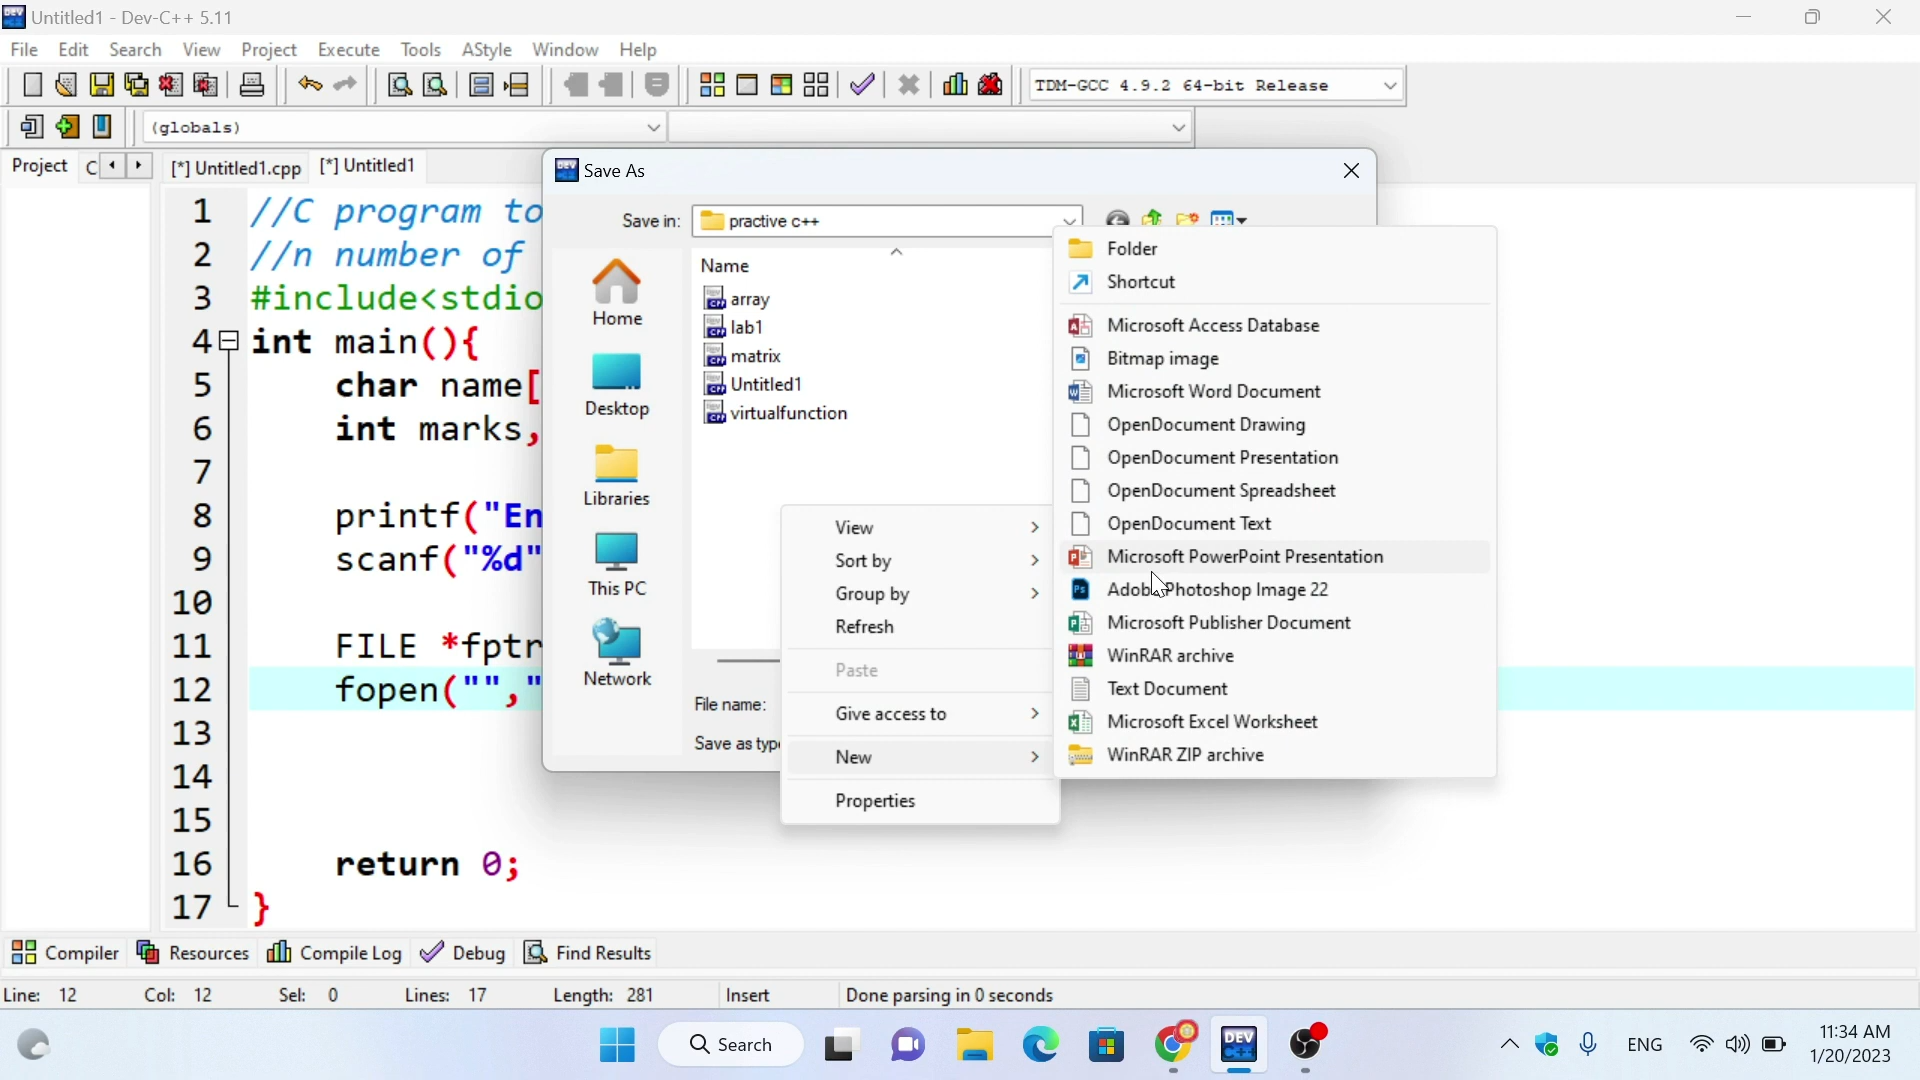 Untitled1 - Dev-C++ 5.11
File Edit Search View Project Execute Tools AStyle Window Help
TDM-GCC 4.9.2 64-bit Release
(globals)
Project C [*] Untitled1.cpp [*] Untitled1
1 //C program to
2 //n number of
3 #include<stdio
4 int main(){
5 char name[
6 int marks,
7
8 printf("En
9 scanf("%d"
10
11 FILE *fptr
12 fopen("","
13
14
15
16 return 0;
17 }
Save As
Save in: practive c++
Home
Desktop
Libraries
This PC
Network
Name
array
lab1
matrix
Untitled1
virtualfunction
File name:
Save as typ
View
Sort by
Group by
Refresh
Paste
Give access to
New
Properties
Folder
Shortcut
Microsoft Access Database
Bitmap image
Microsoft Word Document
OpenDocument Drawing
OpenDocument Presentation
OpenDocument Spreadsheet
OpenDocument Text
Microsoft PowerPoint Presentation
Adobe Photoshop Image 22
Microsoft Publisher Document
WinRAR archive
Text Document
Microsoft Excel Worksheet
WinRAR ZIP archive
Compiler Resources Compile Log Debug Find Results
Line: 12 Col: 12 Sel: 0 Lines: 17 Length: 281 Insert Done parsing in 0 seconds
Search
ENG
11:34 AM
1/20/2023